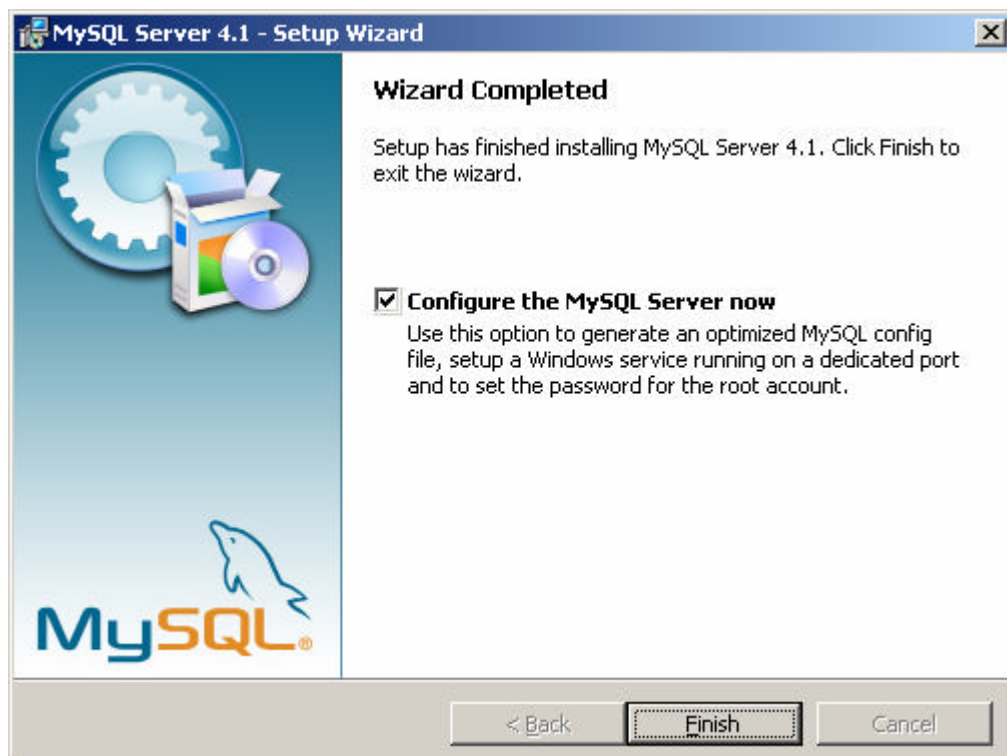 MySQL Server 4.1 - Setup Wizard
Wizard Completed
Setup has finished installing MySQL Server 4.1. Click Finish to
exit the wizard.
Configure the MySQL Server now
Use this option to generate an optimized MySQL config
file, setup a Windows service running on a dedicated port
and to set the password for the root account.
MySQL®
< Back
Finish
Cancel